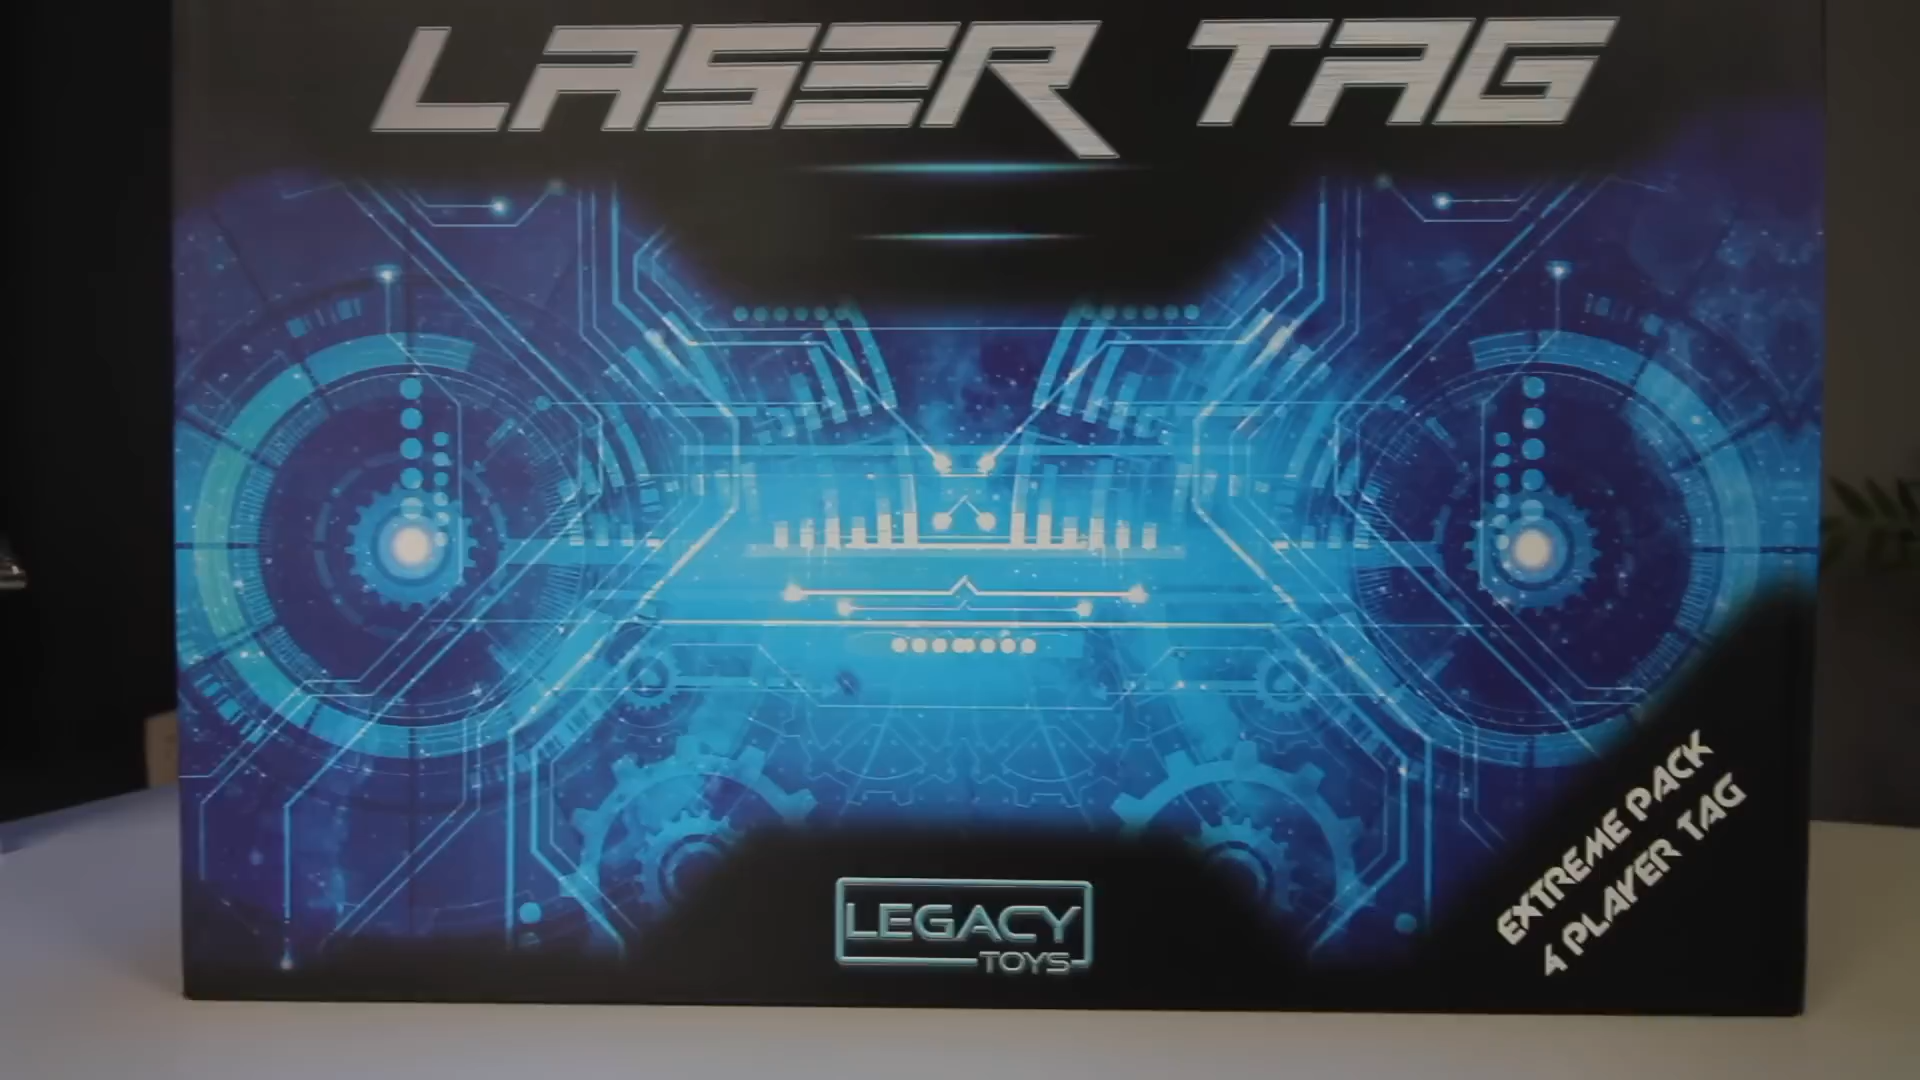 LASER TAG
EXTREME PACK
4 PLAYER TAG
LEGACY
TOYS